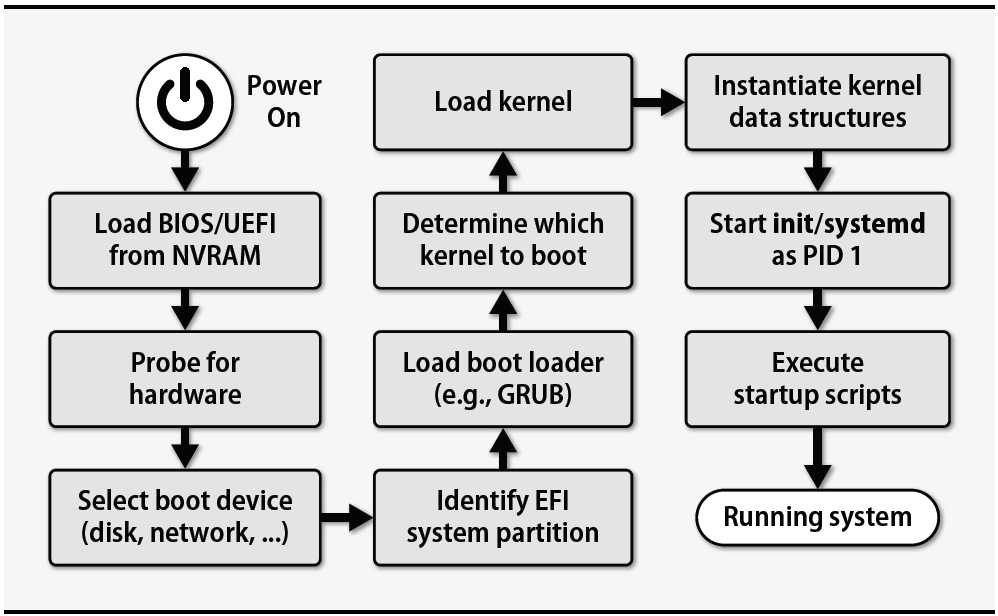 Power
On
Load BIOS/UEFI
from NVRAM
Probe for
hardware
Select boot device
(disk, network, ...)
Identify EFI
system partition
Load boot loader
(e.g., GRUB)
Determine which
kernel to boot
Load kernel
Instantiate kernel
data structures
Start init/systemd
as PID 1
Execute
startup scripts
Running system